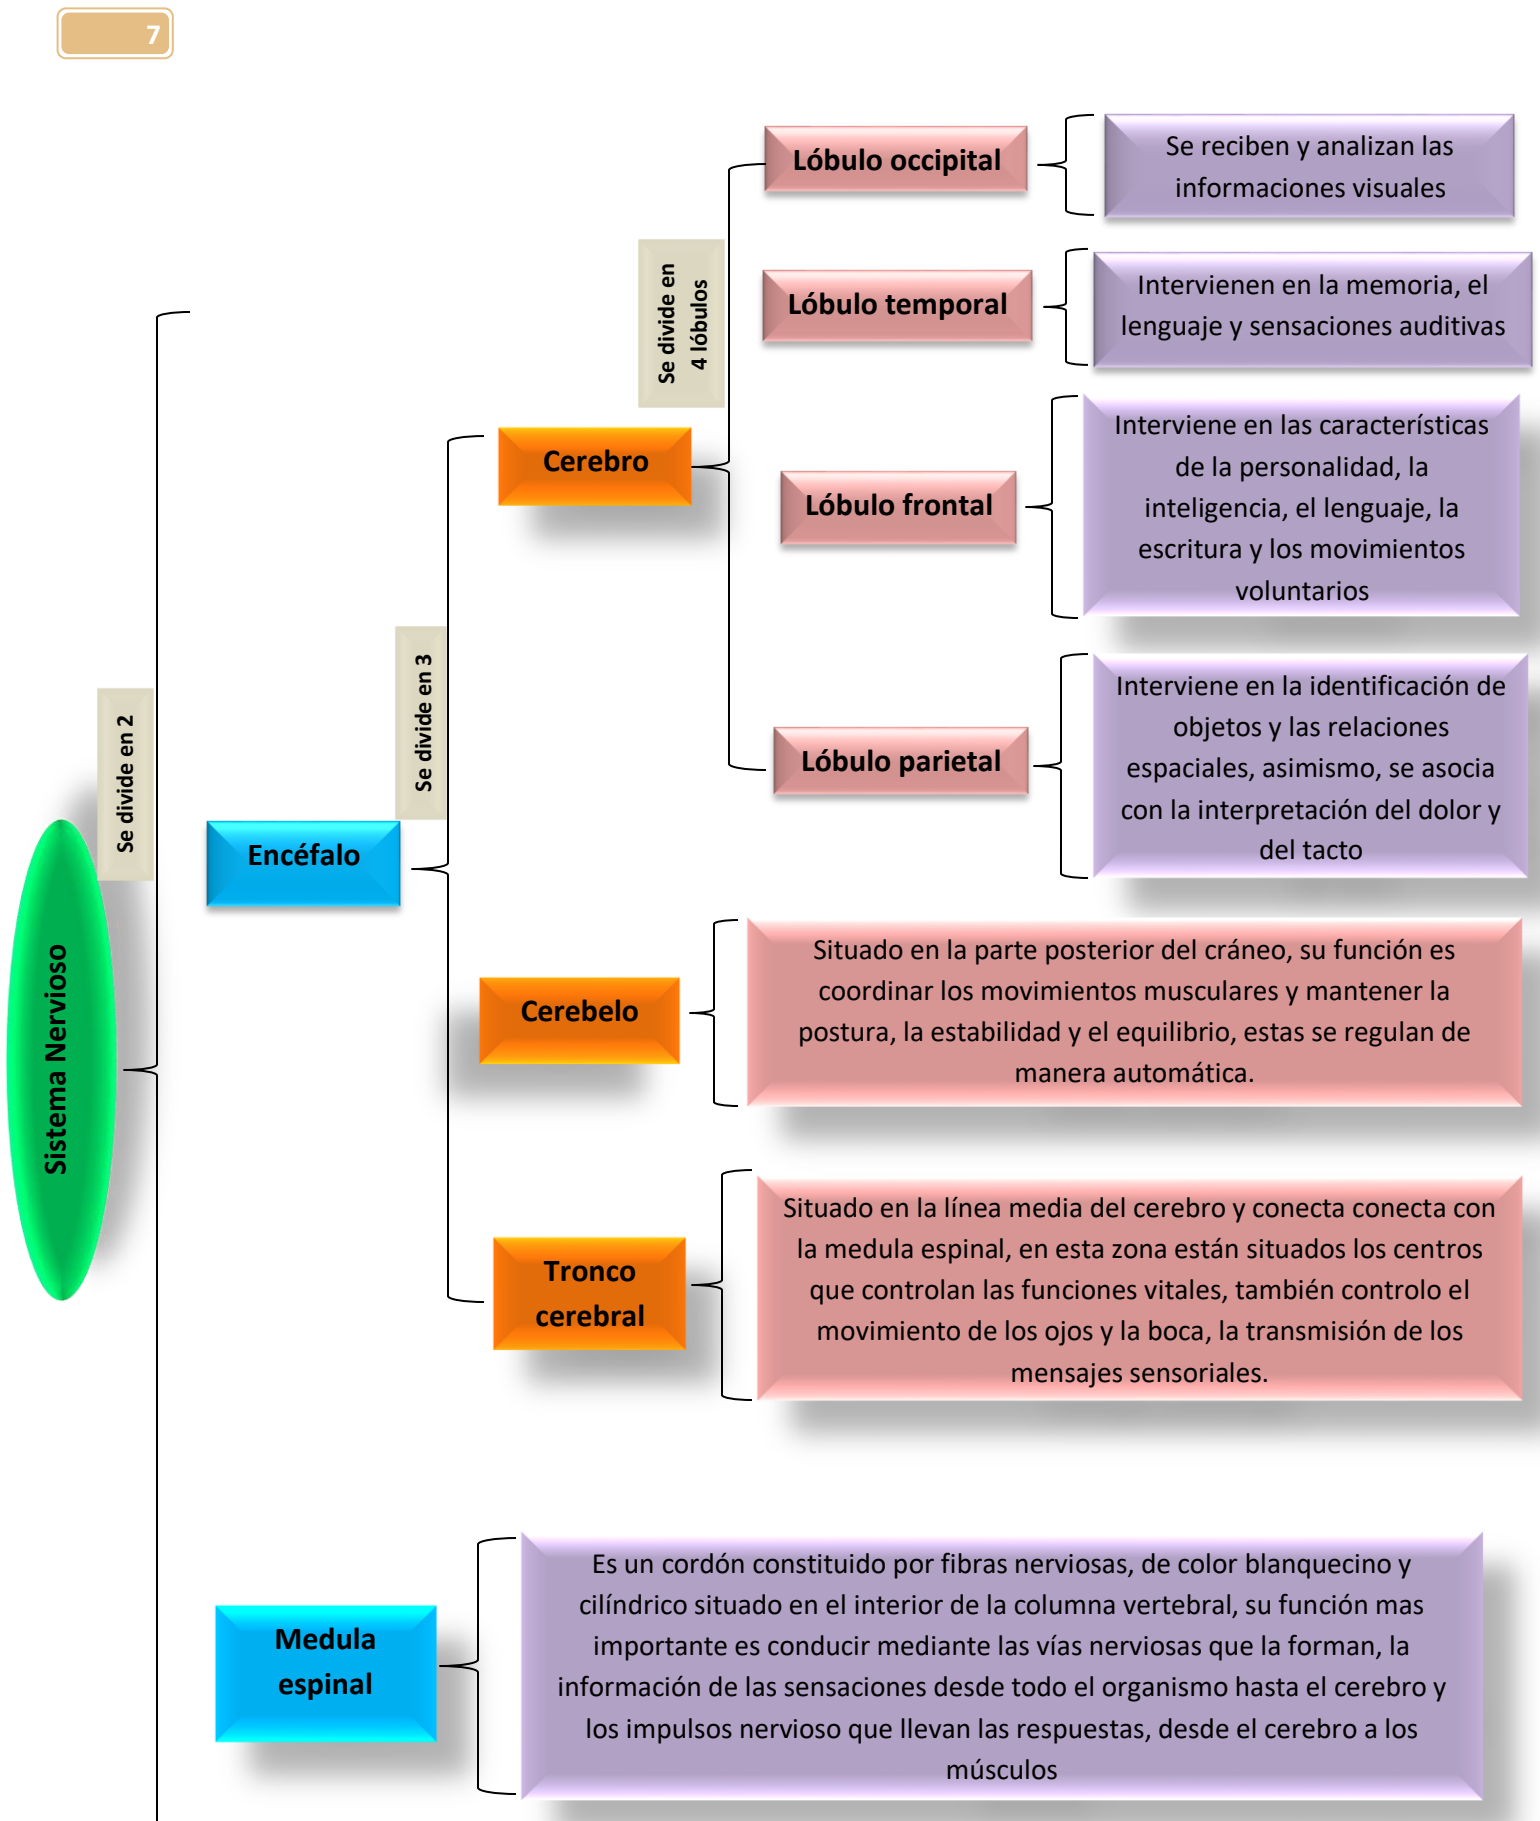 7
Sistema Nervioso
Se divide en 2
Encéfalo
Se divide en 3
Cerebro
Se divide en
4 lóbulos
Lóbulo occipital
Se reciben y analizan las
informaciones visuales
Lóbulo temporal
Intervienen en la memoria, el
lenguaje y sensaciones auditivas
Lóbulo frontal
Interviene en las características
de la personalidad, la
inteligencia, el lenguaje, la
escritura y los movimientos
voluntarios
Lóbulo parietal
Interviene en la identificación de
objetos y las relaciones
espaciales, asimismo, se asocia
con la interpretación del dolor y
del tacto
Cerebelo
Situado en la parte posterior del cráneo, su función es
coordinar los movimientos musculares y mantener la
postura, la estabilidad y el equilibrio, estas se regulan de
manera automática.
Tronco
cerebral
Situado en la línea media del cerebro y conecta conecta con
la medula espinal, en esta zona están situados los centros
que controlan las funciones vitales, también controlo el
movimiento de los ojos y la boca, la transmisión de los
mensajes sensoriales.
Medula
espinal
Es un cordón constituido por fibras nerviosas, de color blanquecino y
cilíndrico situado en el interior de la columna vertebral, su función mas
importante es conducir mediante las vías nerviosas que la forman, la
información de las sensaciones desde todo el organismo hasta el cerebro y
los impulsos nervioso que llevan las respuestas, desde el cerebro a los
músculos